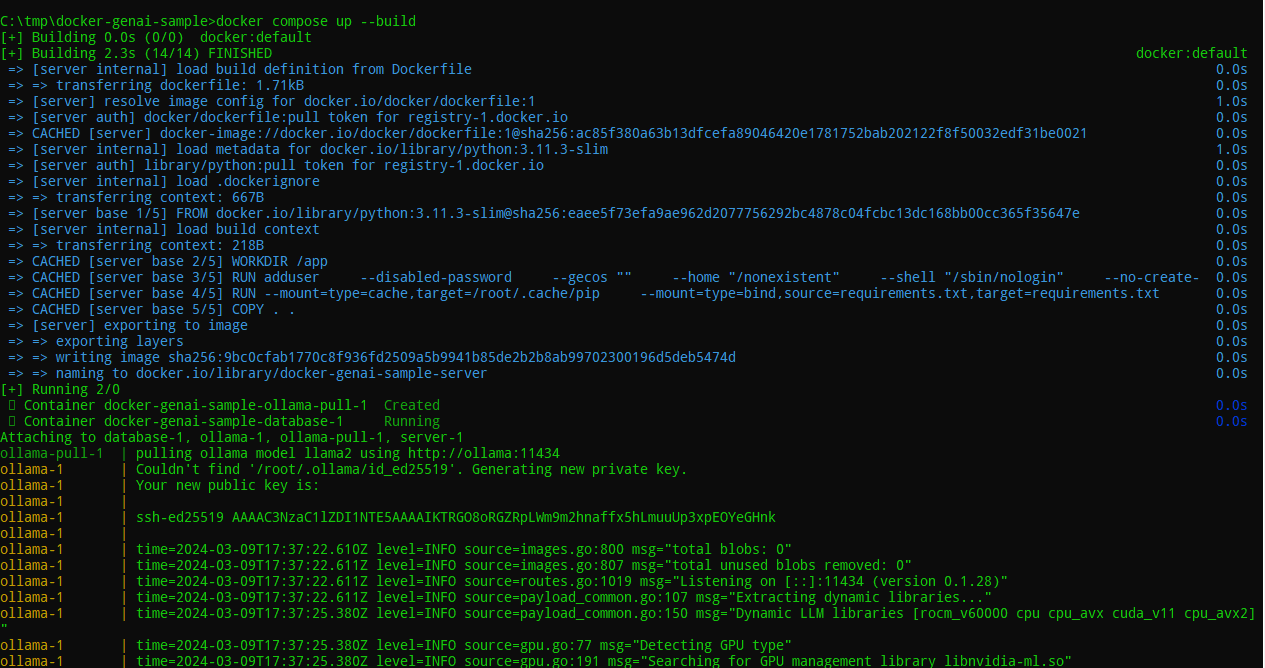 C:\tmp\docker-genai-sample>docker compose up --build
[+] Building 0.0s (0/0)  docker:default
[+] Building 2.3s (14/14) FINISHED docker:default
=> [server internal] load build definition from Dockerfile 0.0s
=> => transferring dockerfile: 1.71kB 0.0s
=> [server] resolve image config for docker.io/docker/dockerfile:1 1.0s
=> [server auth] docker/dockerfile:pull token for registry-1.docker.io 0.0s
=> CACHED [server] docker-image://docker.io/docker/dockerfile:1@sha256:ac85f380a63b13dfcefa89046420e1781752bab202122f8f50032edf31be0021 0.0s
=> [server internal] load metadata for docker.io/library/python:3.11.3-slim 1.0s
=> [server auth] library/python:pull token for registry-1.docker.io 0.0s
=> [server internal] load .dockerignore 0.0s
=> => transferring context: 667B 0.0s
=> [server base 1/5] FROM docker.io/library/python:3.11.3-slim@sha256:eaee5f73efa9ae962d2077756292bc4878c04fcbc13dc168bb00cc365f35647e 0.0s
=> [server internal] load build context 0.0s
=> => transferring context: 218B 0.0s
=> CACHED [server base 2/5] WORKDIR /app 0.0s
=> CACHED [server base 3/5] RUN adduser     --disabled-password     --gecos ""     --home "/nonexistent"     --shell "/sbin/nologin"     --no-create- 0.0s
=> CACHED [server base 4/5] RUN --mount=type=cache,target=/root/.cache/pip     --mount=type=bind,source=requirements.txt,target=requirements.txt 0.0s
=> CACHED [server base 5/5] COPY . . 0.0s
=> [server] exporting to image 0.0s
=> => exporting layers 0.0s
=> => writing image sha256:9bc0cfab1770c8f936fd2509a5b9941b85de2b2b8ab99702300196d5deb5474d 0.0s
=> => naming to docker.io/library/docker-genai-sample-server 0.0s
[+] Running 2/0
Container docker-genai-sample-ollama-pull-1  Created 0.0s
Container docker-genai-sample-database-1     Running 0.0s
Attaching to database-1, ollama-1, ollama-pull-1, server-1
ollama-pull-1  | pulling ollama model llama2 using http://ollama:11434
ollama-1       | Couldn't find '/root/.ollama/id_ed25519'. Generating new private key.
ollama-1       | Your new public key is:
ollama-1       |
ollama-1       | ssh-ed25519 AAAAC3NzaC1lZDI1NTE5AAAAIKTRGO8oRGZRpLWm9m2hnaffx5hLmuuUp3xpEOYeGHnk
ollama-1       |
ollama-1       | time=2024-03-09T17:37:22.610Z level=INFO source=images.go:800 msg="total blobs: 0"
ollama-1       | time=2024-03-09T17:37:22.611Z level=INFO source=images.go:807 msg="total unused blobs removed: 0"
ollama-1       | time=2024-03-09T17:37:22.611Z level=INFO source=routes.go:1019 msg="Listening on [::]:11434 (version 0.1.28)"
ollama-1       | time=2024-03-09T17:37:22.611Z level=INFO source=payload_common.go:107 msg="Extracting dynamic libraries..."
ollama-1       | time=2024-03-09T17:37:25.380Z level=INFO source=payload_common.go:150 msg="Dynamic LLM libraries [rocm_v60000 cpu cpu_avx cuda_v11 cpu_avx2]
"
ollama-1       | time=2024-03-09T17:37:25.380Z level=INFO source=gpu.go:77 msg="Detecting GPU type"
ollama-1       | time=2024-03-09T17:37:25.380Z level=INFO source=gpu.go:191 msg="Searching for GPU management library libnvidia-ml.so"